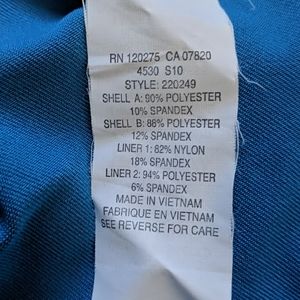 RN 120275 CA 07820
4530 S10
STYLE: 220249
SHELL A: 90% POLYESTER
10% SPANDEX
SHELL B: 88% POLYESTER
12% SPANDEX
LINER 1: 82% NYLON
18% SPANDEX
LINER 2: 94% POLYESTER
6% SPANDEX
MADE IN VIETNAM
FABRIQUE EN VIETNAM
SEE REVERSE FOR CARE